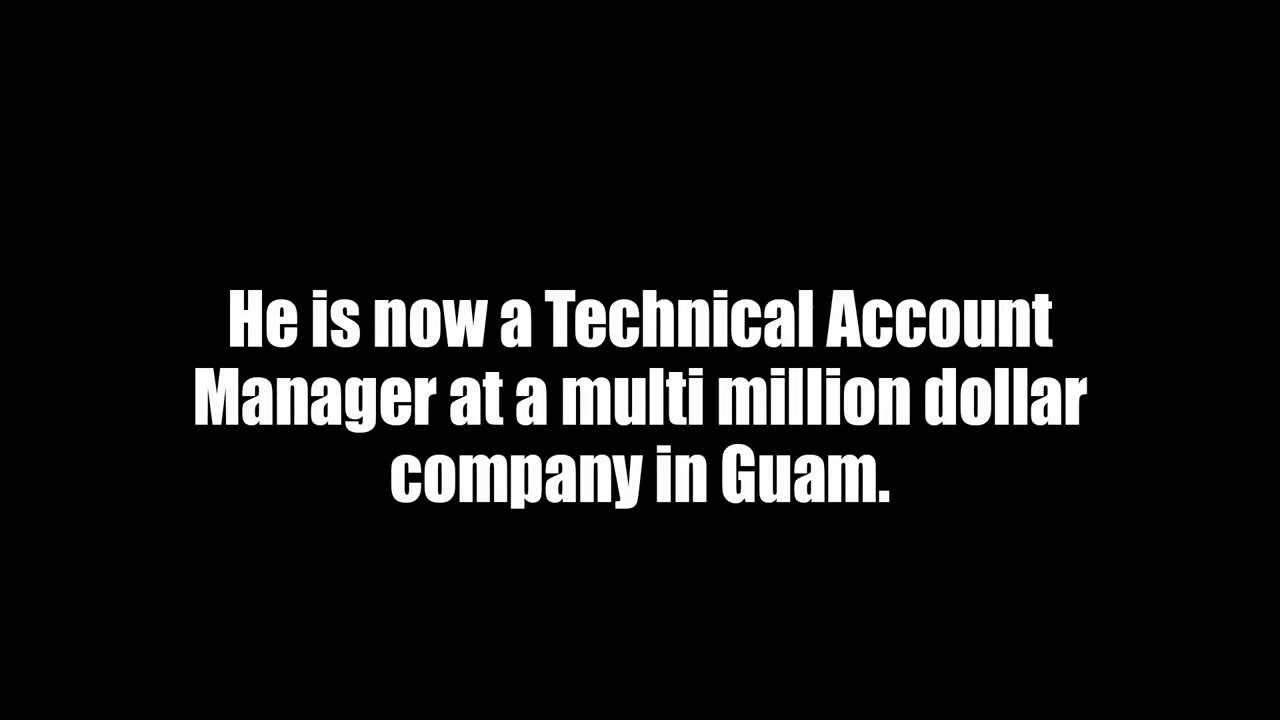 He is now a Technical Account
Manager at a multi million dollar
company in Guam.